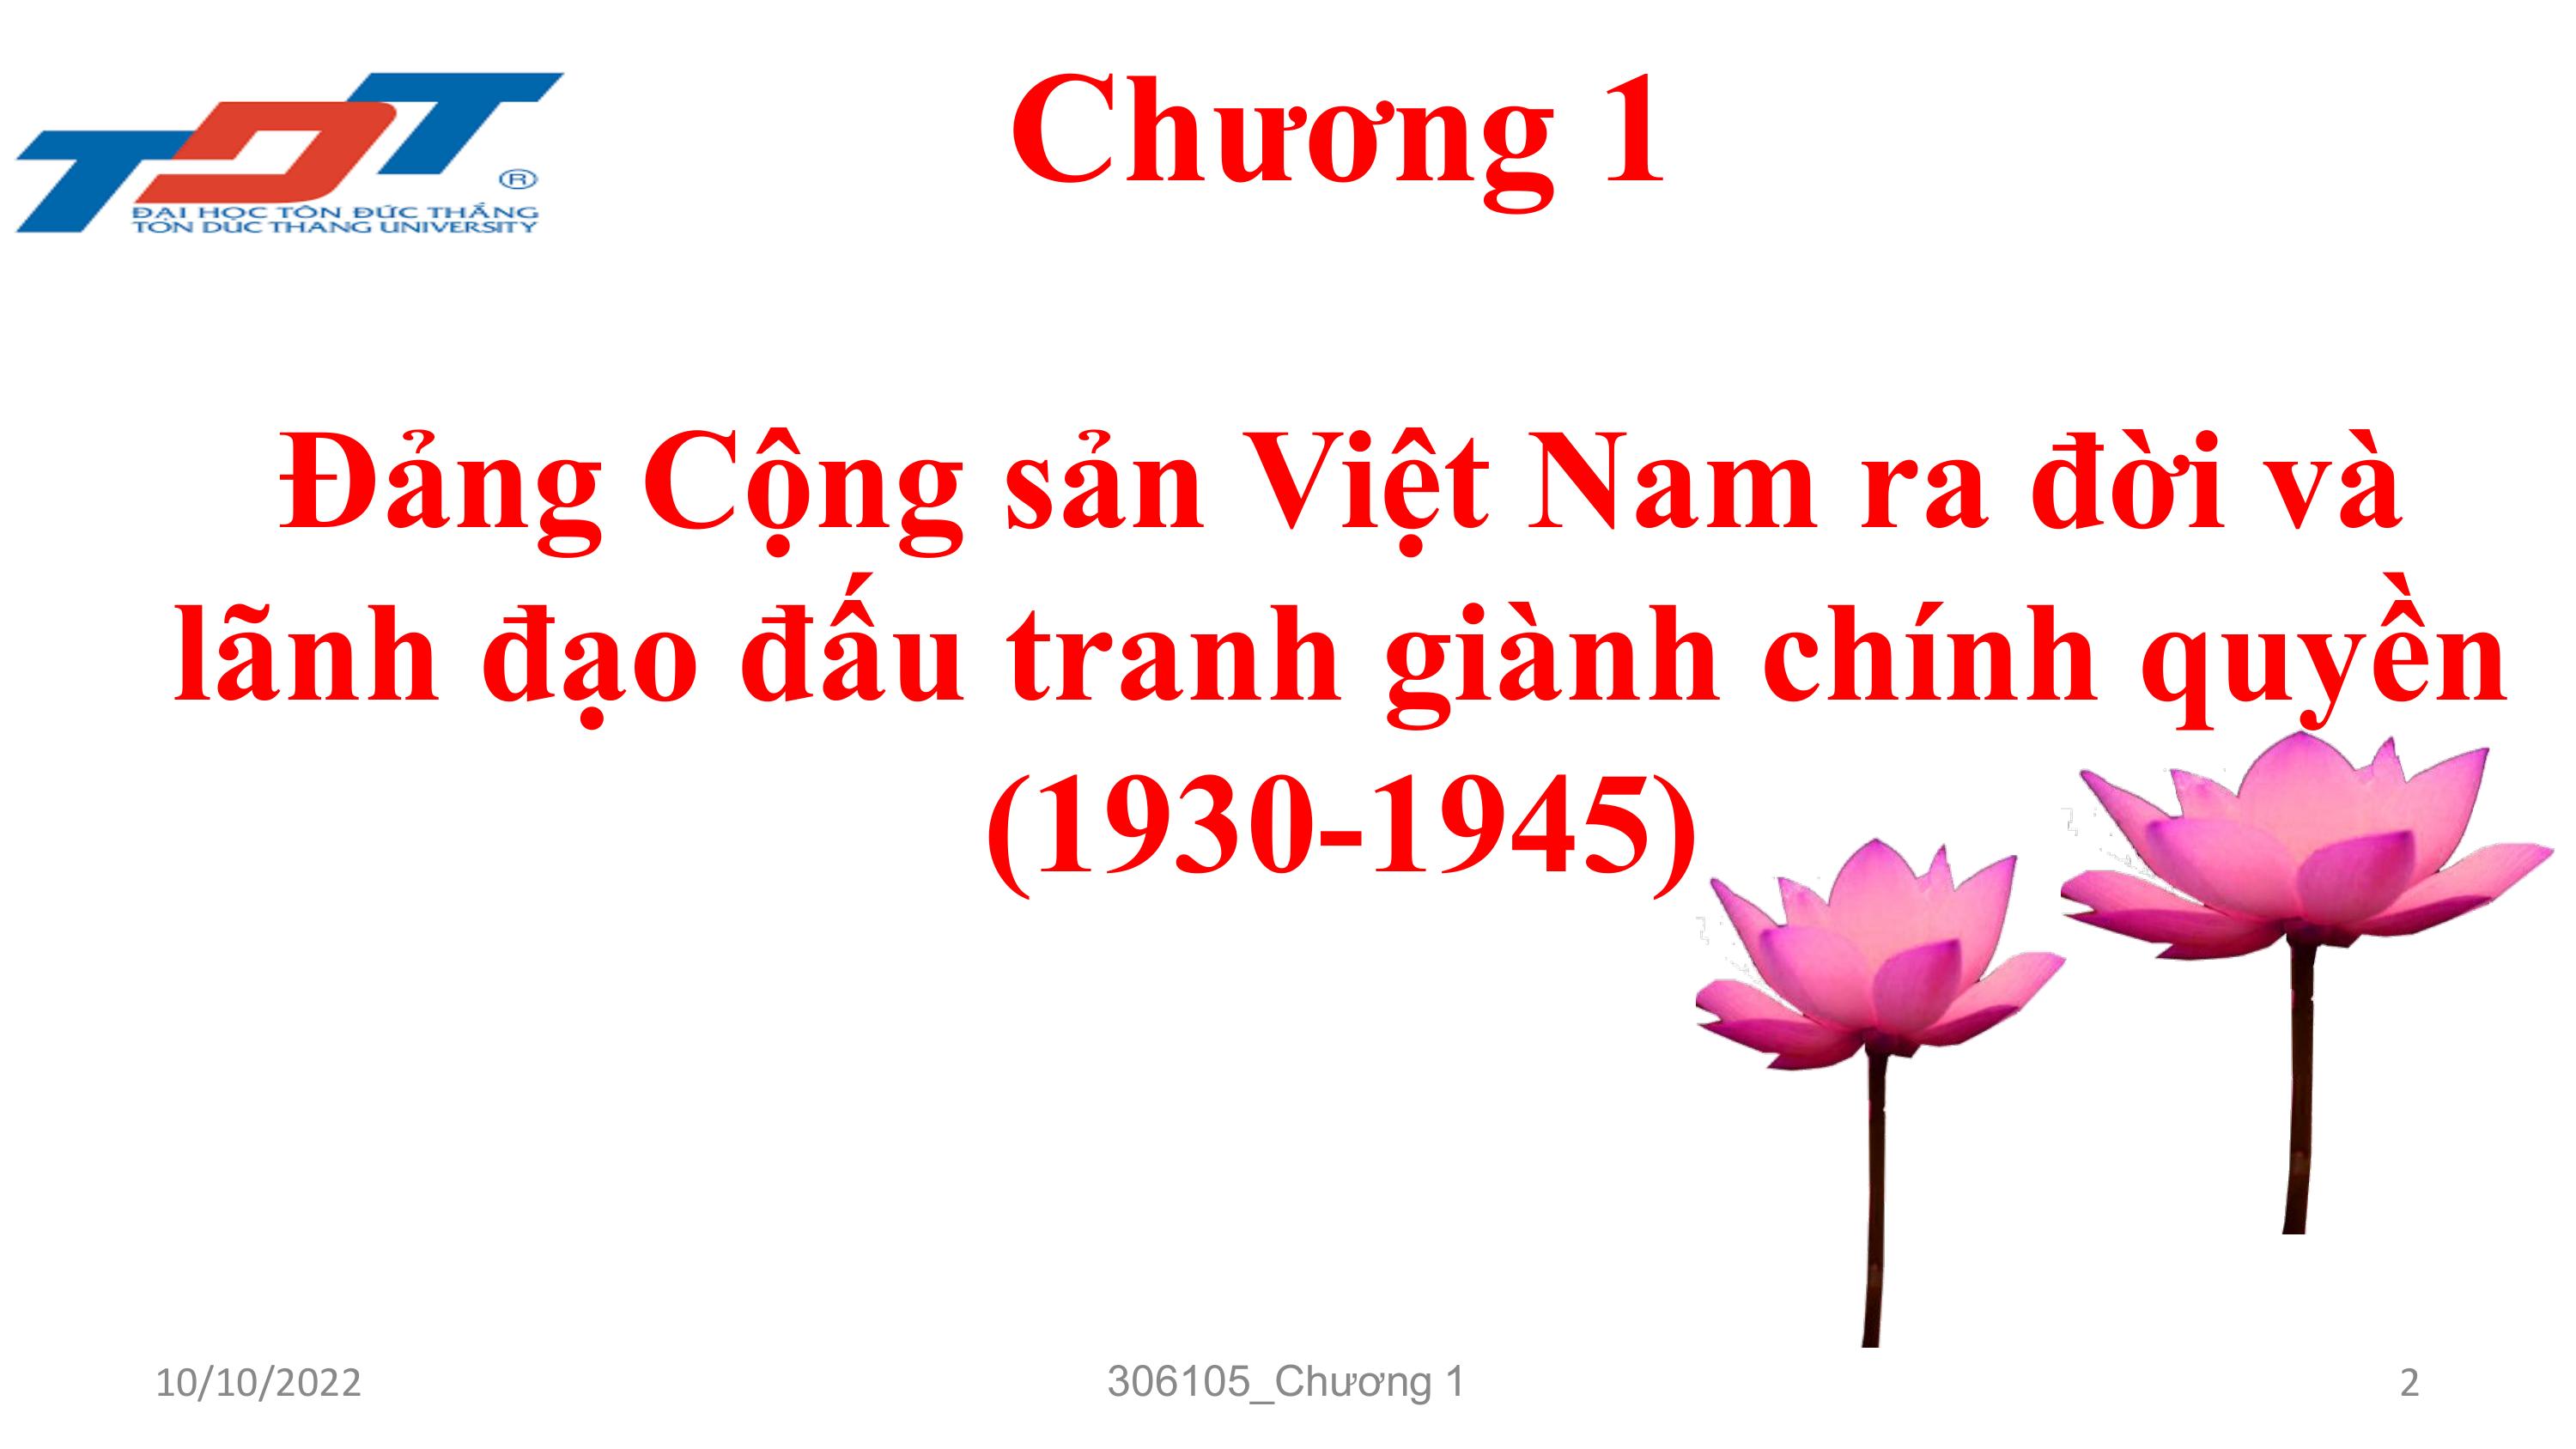 ĐẠI HỌC TÔN ĐỨC THẮNG
TON DUC THANG UNIVERSITY
Chương 1
Đảng Cộng sản Việt Nam ra đời và
lãnh đạo đấu tranh giành chính quyền
(1930-1945)
10/10/2022
306105_Chương 1
2